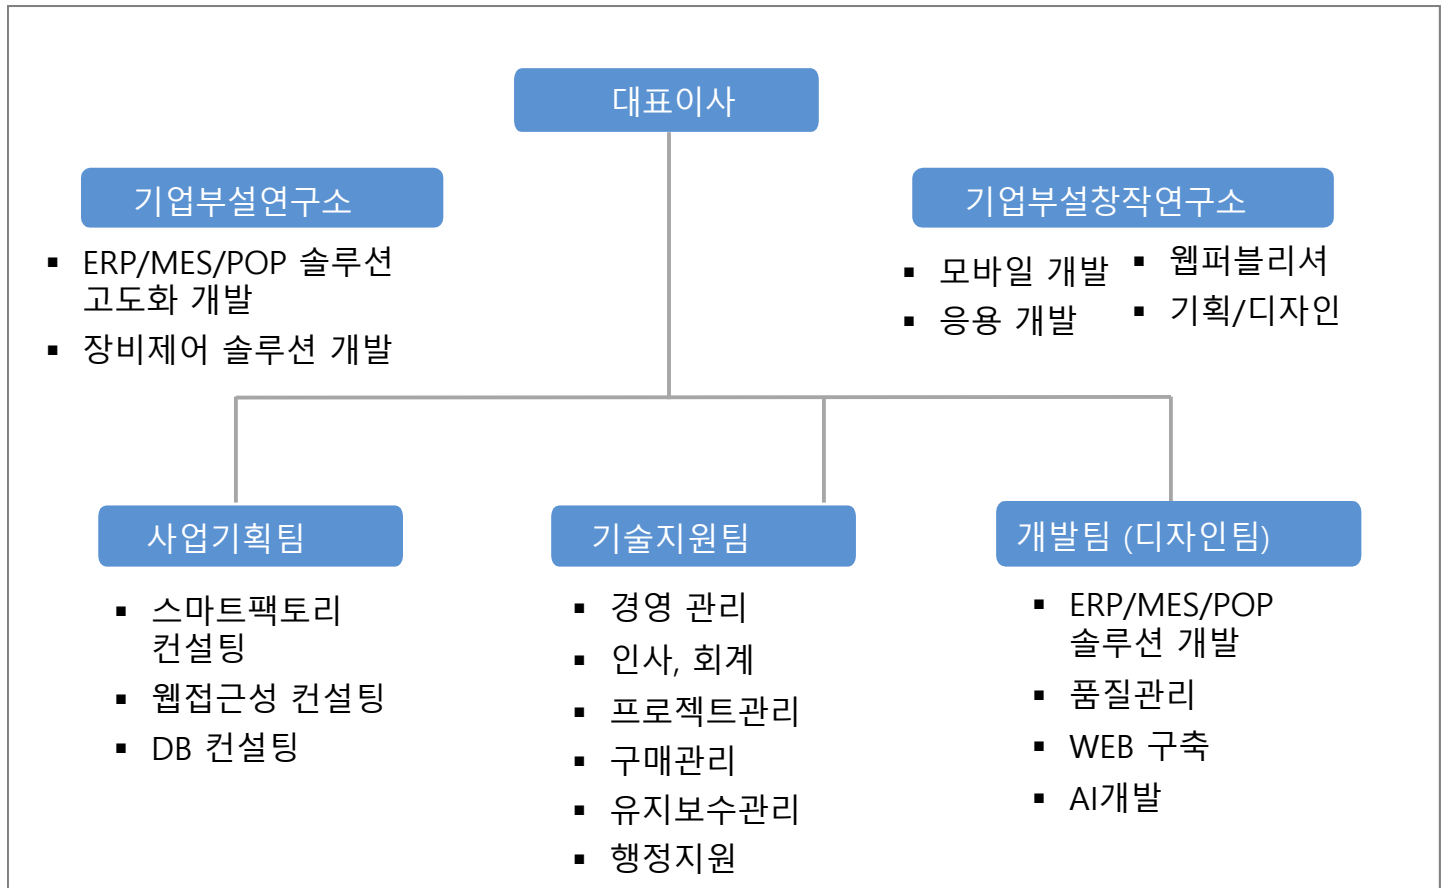 대표이사
기업부설연구소
▪ ERP/MES/POP 솔루션
고도화 개발
▪ 장비제어 솔루션 개발
기업부설창작연구소
▪ 모바일 개발
▪ 응용 개발
▪ 웹퍼블리셔
▪ 기획/디자인
사업기획팀
▪ 스마트팩토리
컨설팅
▪ 웹접근성 컨설팅
▪ DB 컨설팅
기술지원팀
▪ 경영 관리
▪ 인사, 회계
▪ 프로젝트관리
▪ 구매관리
▪ 유지보수관리
▪ 행정지원
개발팀 (디자인팀)
▪ ERP/MES/POP
솔루션 개발
▪ 품질관리
▪ WEB 구축
▪ AI개발